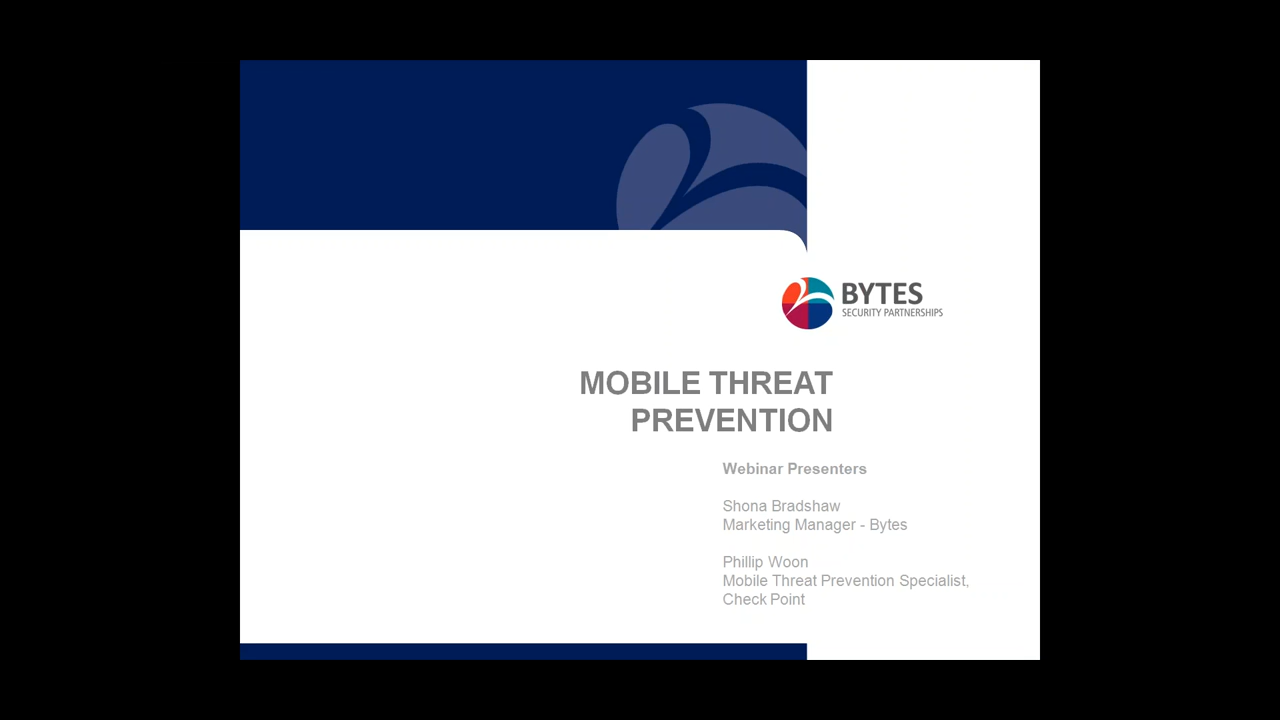 BYTES
SECURITY PARTNERSHIPS
MOBILE THREAT
PREVENTION
Webinar Presenters
Shona Bradshaw
Marketing Manager - Bytes
Phillip Woon
Mobile Threat Prevention Specialist,
Check Point